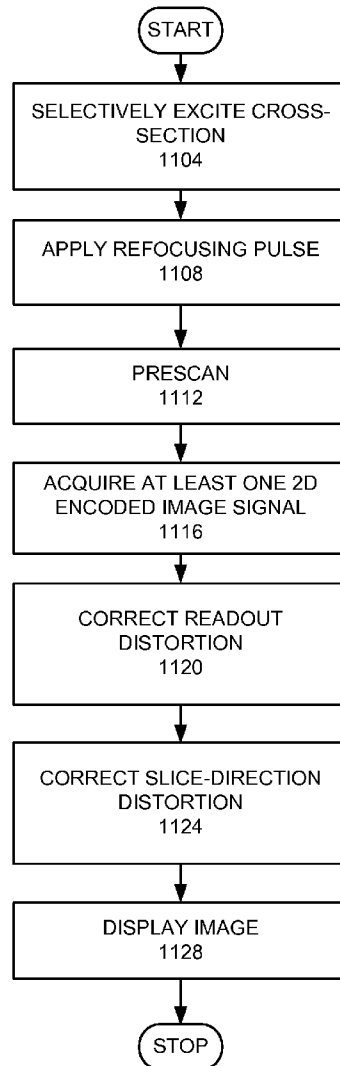 START
SELECTIVELY EXCITE CROSS-
SECTION
1104
APPLY REFOCUSING PULSE
1108
PRESCAN
1112
ACQUIRE AT LEAST ONE 2D
ENCODED IMAGE SIGNAL
1116
CORRECT READOUT
DISTORTION
1120
CORRECT SLICE-DIRECTION
DISTORTION
1124
DISPLAY IMAGE
1128
STOP